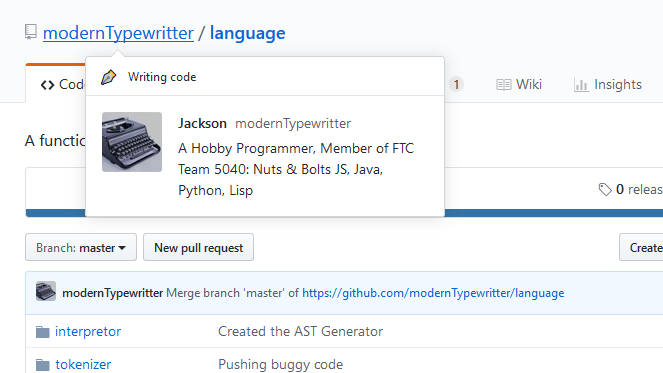 modernTypewritter / language
Writing code
<> Code
1
Wiki
Insights
Jackson modernTypewritter
A Hobby Programmer, Member of FTC
Team 5040: Nuts & Bolts JS, Java,
Python, Lisp
A functio
0 releas
Branch: master
New pull request
Create
modernTypewritter Merge branch 'master' of https://github.com/modernTypewritter/language
interpretor Created the AST Generator
tokenizer Pushing buggy code